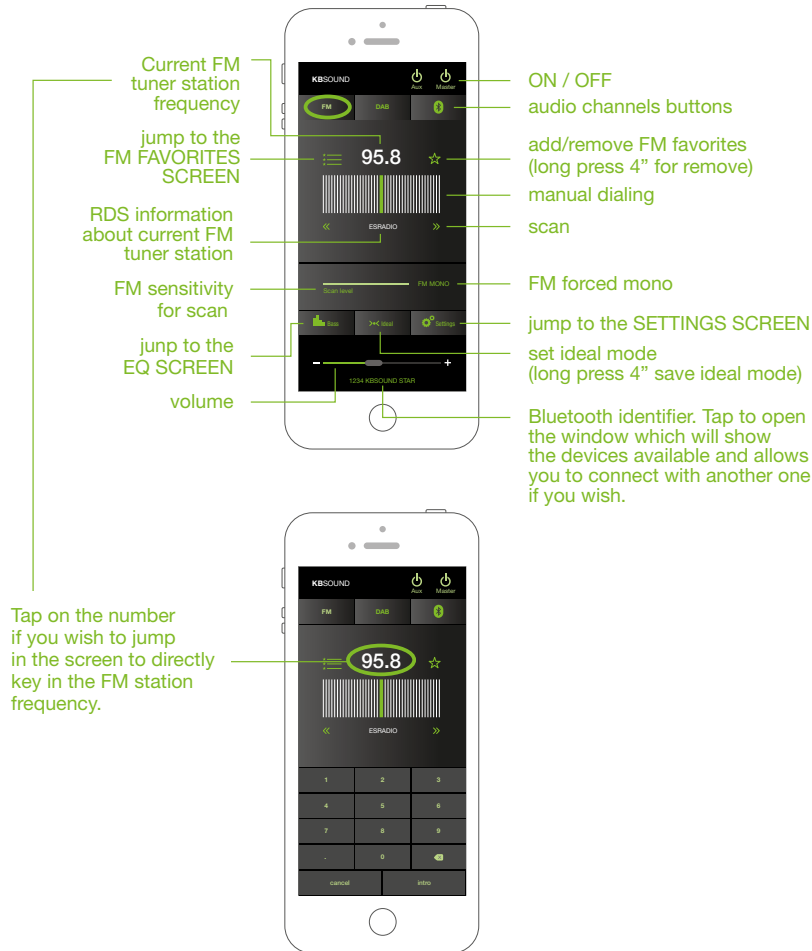 Current FM
tuner station
frequency
jump to the
FM FAVORITES
SCREEN
RDS information
about current FM
tuner station
FM sensitivity
for scan
junp to the
EQ SCREEN
volume
KBSOUND
Aux Master
FM DAB
95.8
ESRADIO
Scan level
FM MONO
Bass Ideal Settings
- +
1234 KBSOUND STAR
ON / OFF
audio channels buttons
add/remove FM favorites
(long press 4” for remove)
manual dialing
scan
FM forced mono
jump to the SETTINGS SCREEN
set ideal mode
(long press 4” save ideal mode)
Bluetooth identifier. Tap to open
the window which will show
the devices available and allows
you to connect with another one
if you wish.
Tap on the number
if you wish to jump
in the screen to directly
key in the FM station
frequency.
KBSOUND
Aux Master
FM DAB
95.8
ESRADIO
1 2 3
4 5 6
7 8 9
. 0
cancel intro